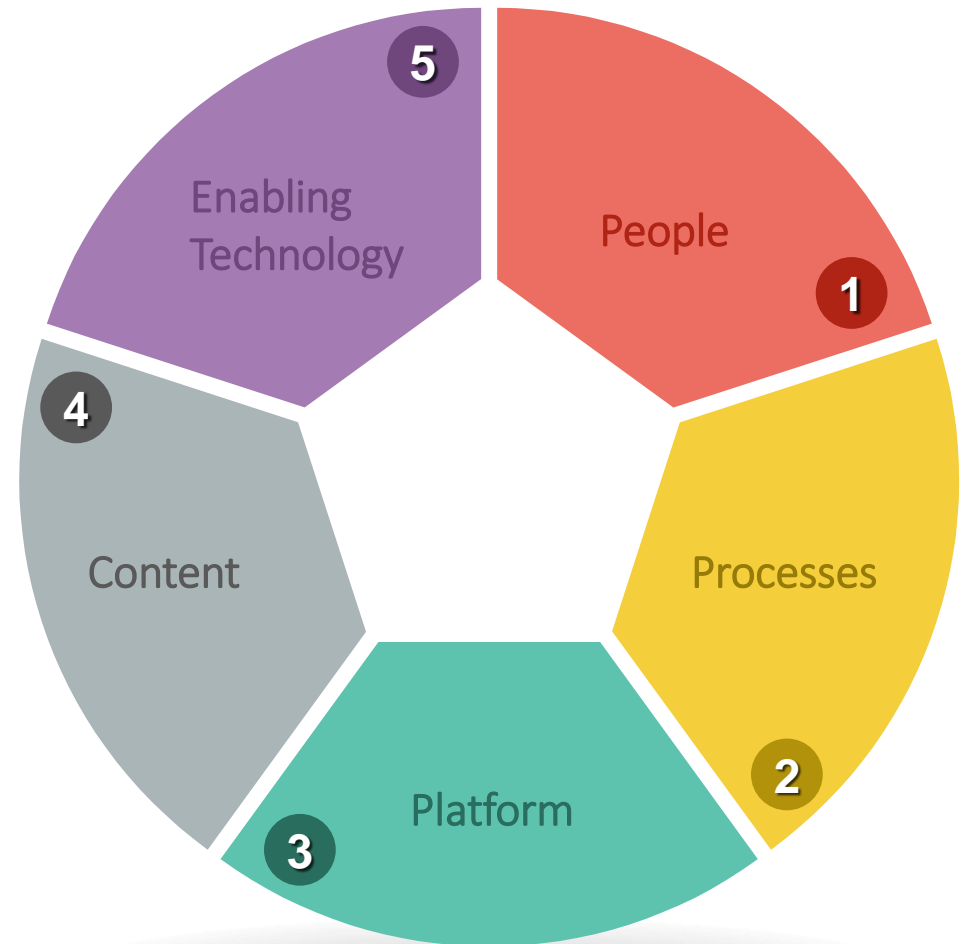 People
1
Processes
2
Platform
3
Content
4
Enabling
Technology
5